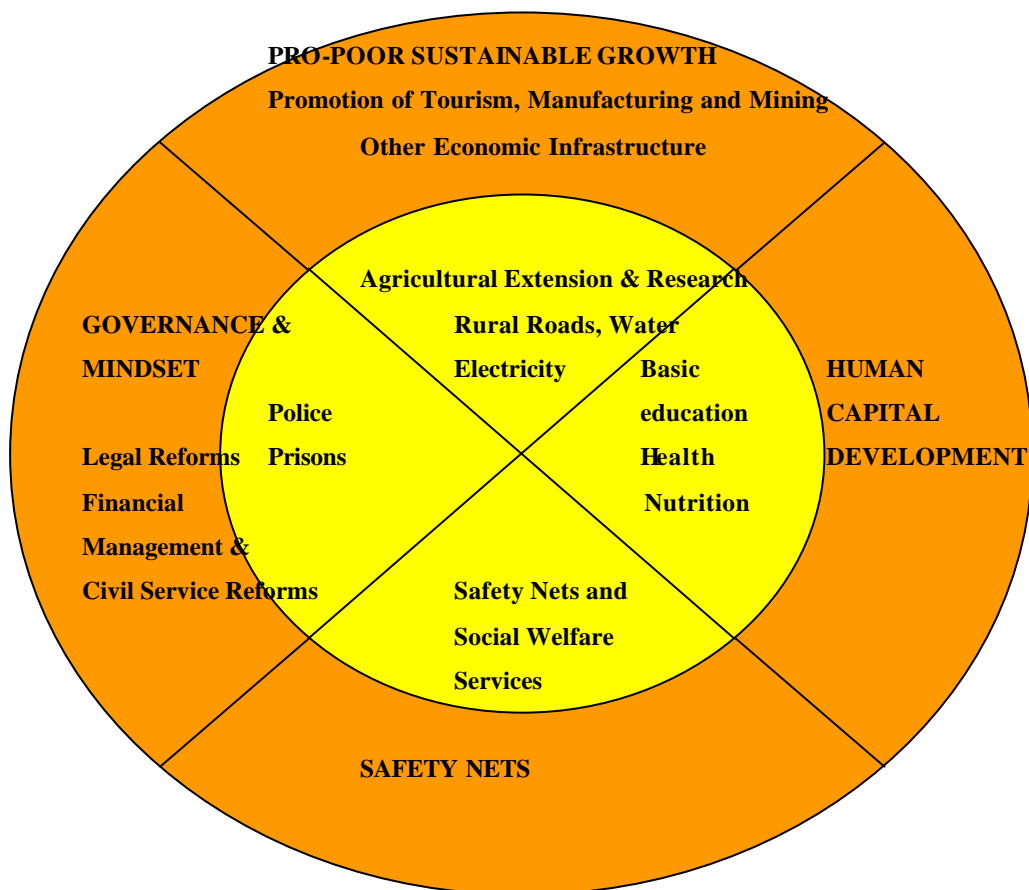 PRO-POOR SUSTAINABLE GROWTH
Promotion of Tourism, Manufacturing and Mining
Other Economic Infrastructure
Agricultural Extension & Research
Rural Roads, Water
Electricity
GOVERNANCE &
MINDSET
Legal Reforms
Financial
Management &
Civil Service Reforms
Police
Prisons
Basic
education
Health
Nutrition
HUMAN
CAPITAL
DEVELOPMENT
Safety Nets and
Social Welfare
Services
SAFETY NETS